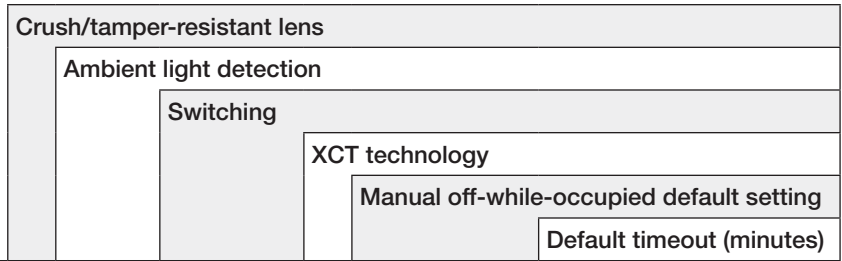 Crush/tamper-resistant lens
Ambient light detection
Switching
XCT technology
Manual off-while-occupied default setting
Default timeout (minutes)